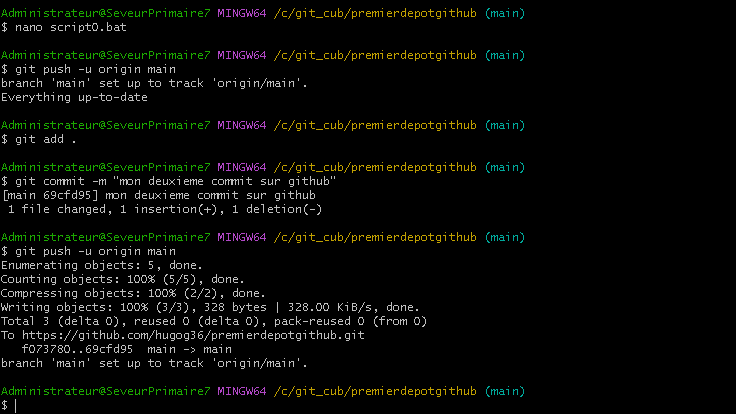 Administrateur@SeveurPrimaire7 MINGW64 /c/git_cub/premierdepotgithub (main)
$ nano script0.bat
Administrateur@SeveurPrimaire7 MINGW64 /c/git_cub/premierdepotgithub (main)
$ git push -u origin main
branch 'main' set up to track 'origin/main'.
Everything up-to-date
Administrateur@SeveurPrimaire7 MINGW64 /c/git_cub/premierdepotgithub (main)
$ git add .
Administrateur@SeveurPrimaire7 MINGW64 /c/git_cub/premierdepotgithub (main)
$ git commit -m "mon deuxieme commit sur github"
[main 69cfd95] mon deuxieme commit sur github
1 file changed, 1 insertion(+), 1 deletion(-)
Administrateur@SeveurPrimaire7 MINGW64 /c/git_cub/premierdepotgithub (main)
$ git push -u origin main
Enumerating objects: 5, done.
Counting objects: 100% (5/5), done.
Compressing objects: 100% (2/2), done.
Writing objects: 100% (3/3), 328 bytes | 328.00 KiB/s, done.
Total 3 (delta 0), reused 0 (delta 0), pack-reused 0 (from 0)
To https://github.com/hugog36/premierdepotgithub.git
f073780..69cfd95  main -> main
branch 'main' set up to track 'origin/main'.
Administrateur@SeveurPrimaire7 MINGW64 /c/git_cub/premierdepotgithub (main)
$